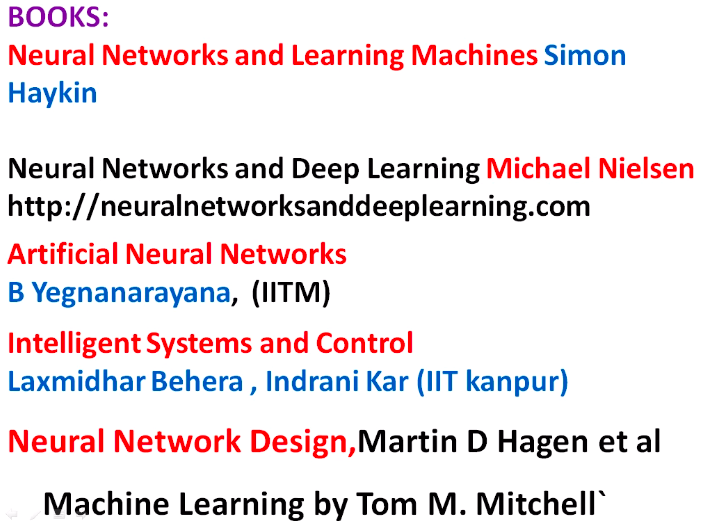 BOOKS:
Neural Networks and Learning Machines Simon
Haykin
Neural Networks and Deep Learning Michael Nielsen
http://neuralnetworksanddeeplearning.com
Artificial Neural Networks
B Yegnanarayana, (IITM)
Intelligent Systems and Control
Laxmidhar Behera , Indrani Kar (IIT kanpur)
Neural Network Design,Martin D Hagen et al
Machine Learning by Tom M. Mitchell`